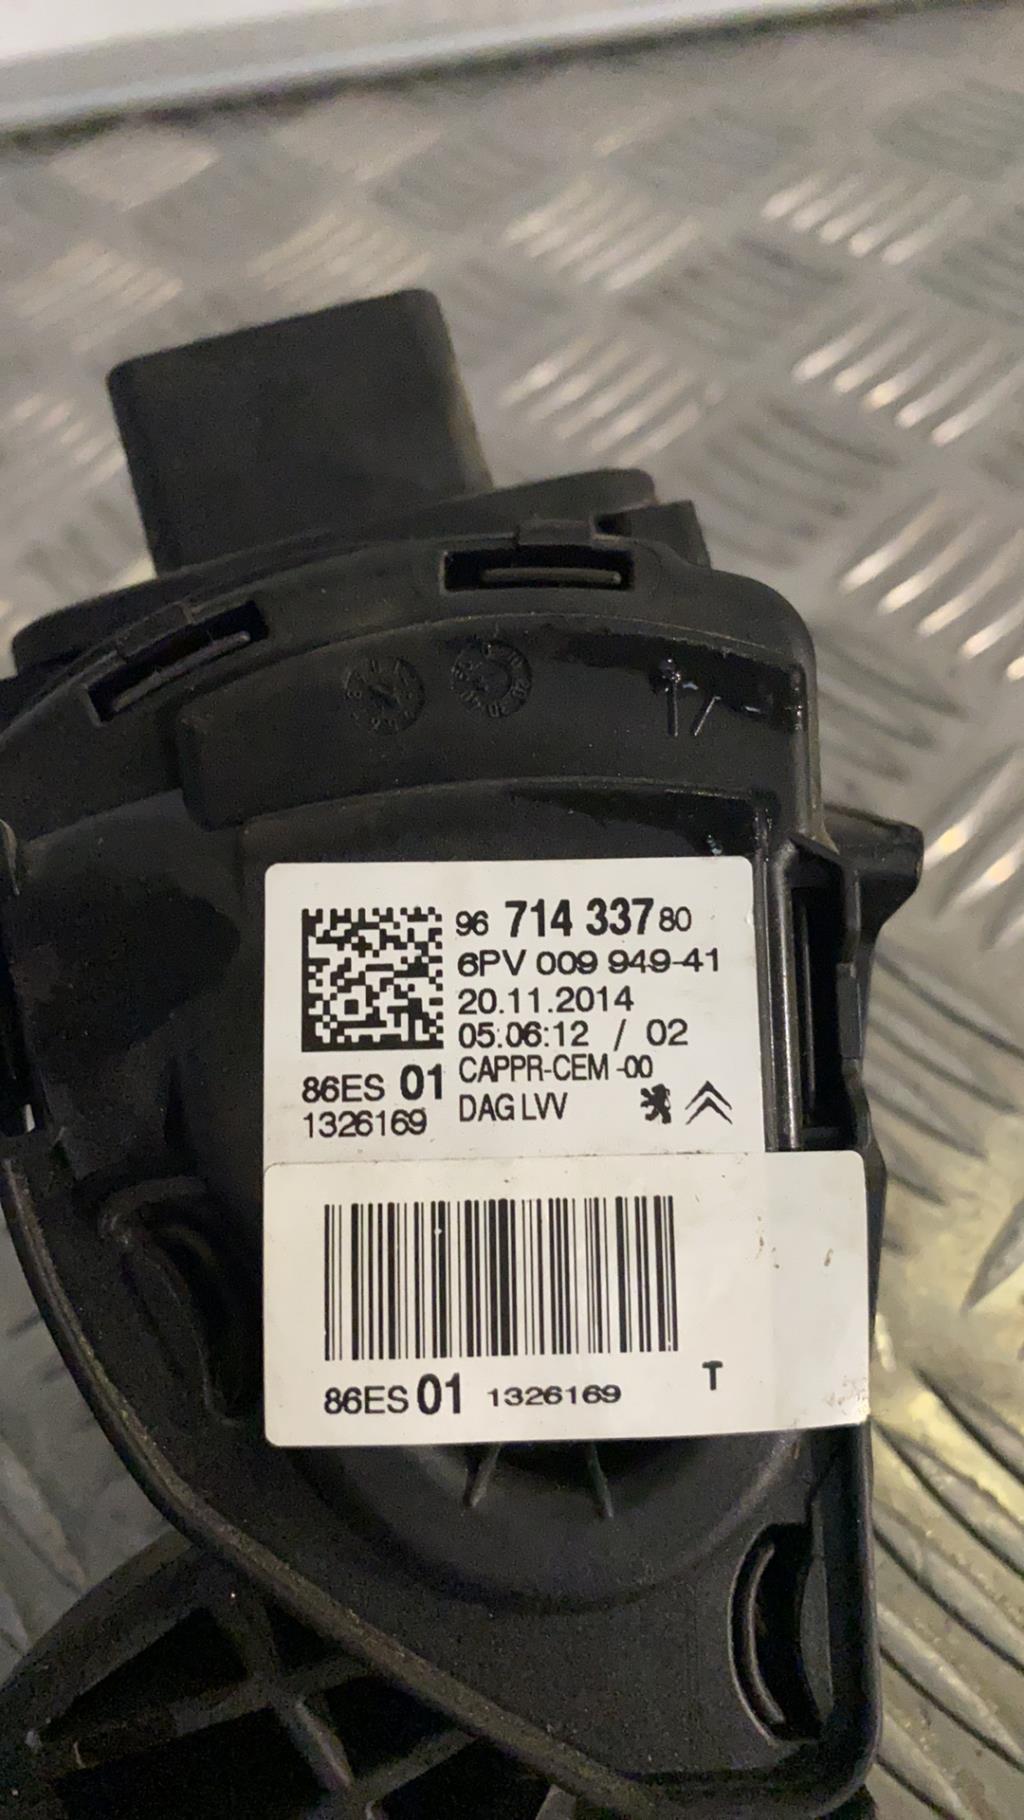 96 714 337 80
6PV 009 949-41
20.11.2014
05:06:12 / 02
CAPPR-CEM -00
DAG LVV
86ES 01
1326169
86ES 01 1326169
T